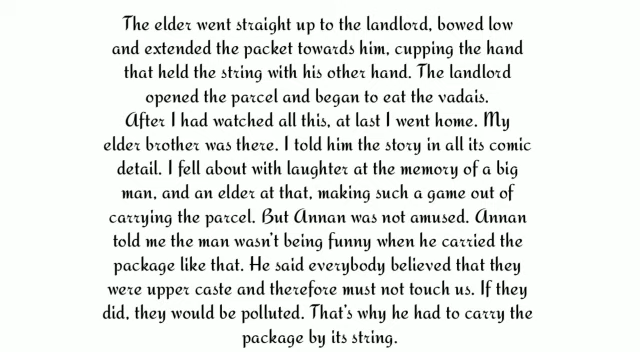 The elder went straight up to the landlord, bowed low
and extended the packet towards him, cupping the hand
that held the string with his other hand. The landlord
opened the parcel and began to eat the vadais.
After I had watched all this, at last I went home. My
elder brother was there. I told him the story in all its comic
detail. I fell about with laughter at the memory of a big
man, and an elder at that, making such a game out of
carrying the parcel. But Annan was not amused. Annan
told me the man wasn't being funny when he carried the
package like that. He said everybody believed that they
were upper caste and therefore must not touch us. If they
did, they would be polluted. That's why he had to carry the
package by its string.